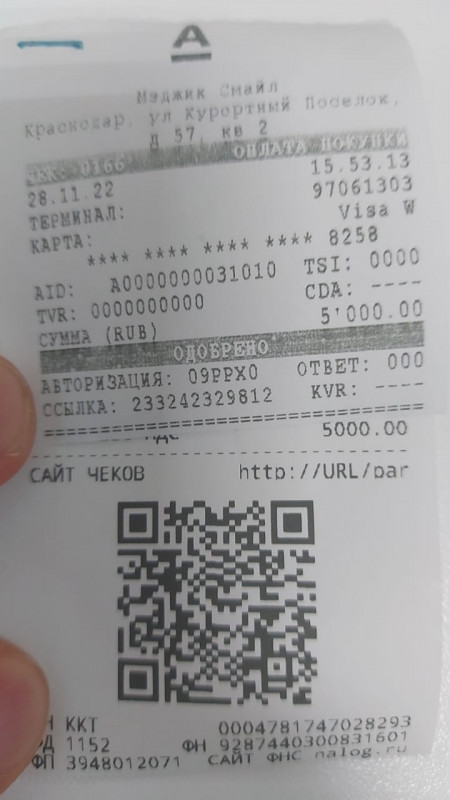 А
Мэджик Смайл
Краснодар, ул Курортный Поселок,
д 57, кв 2
ЧЕК: 0166 ОПЛАТА ПОКУПКИ
28.11.22 15.53.13
ТЕРМИНАЛ: 97061303
КАРТА: Visa W
**** **** **** **** 8258
AID: A0000000031010 TSI: 0000
TVR: 0000000000 CDA: ----
СУММА (RUB) 5'000.00
ОДОБРЕНО
АВТОРИЗАЦИЯ: 09PPX0 ОТВЕТ: 000
ССЫЛКА: 233242329812 KVR: ----
5000.00
САЙТ ЧЕКОВ http://URL/par
ККТ 0004781747028293
1152 ФН 9287440300831601
ФП 3948012071 САЙТ ФНС nalog.ru